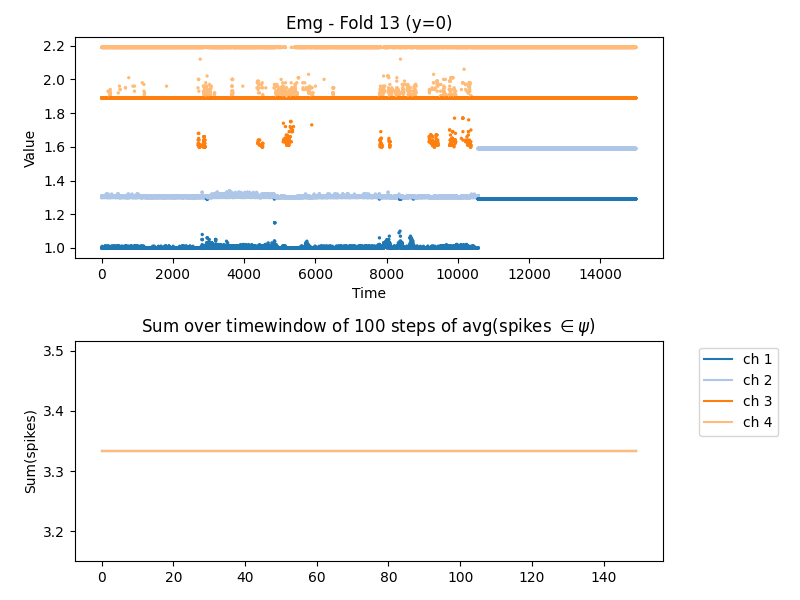 Emg - Fold 13 (y=0)
2.2
2.0
1.8
1.6
1.4
1.2
1.0
Value
0 2000 4000 6000 8000 10000 12000 14000
Time
Sum over timewindow of 100 steps of avg(spikes ∈ ψ)
3.5
3.4
3.3
3.2
Sum(spikes)
0 20 40 60 80 100 120 140
ch 1
ch 2
ch 3
ch 4